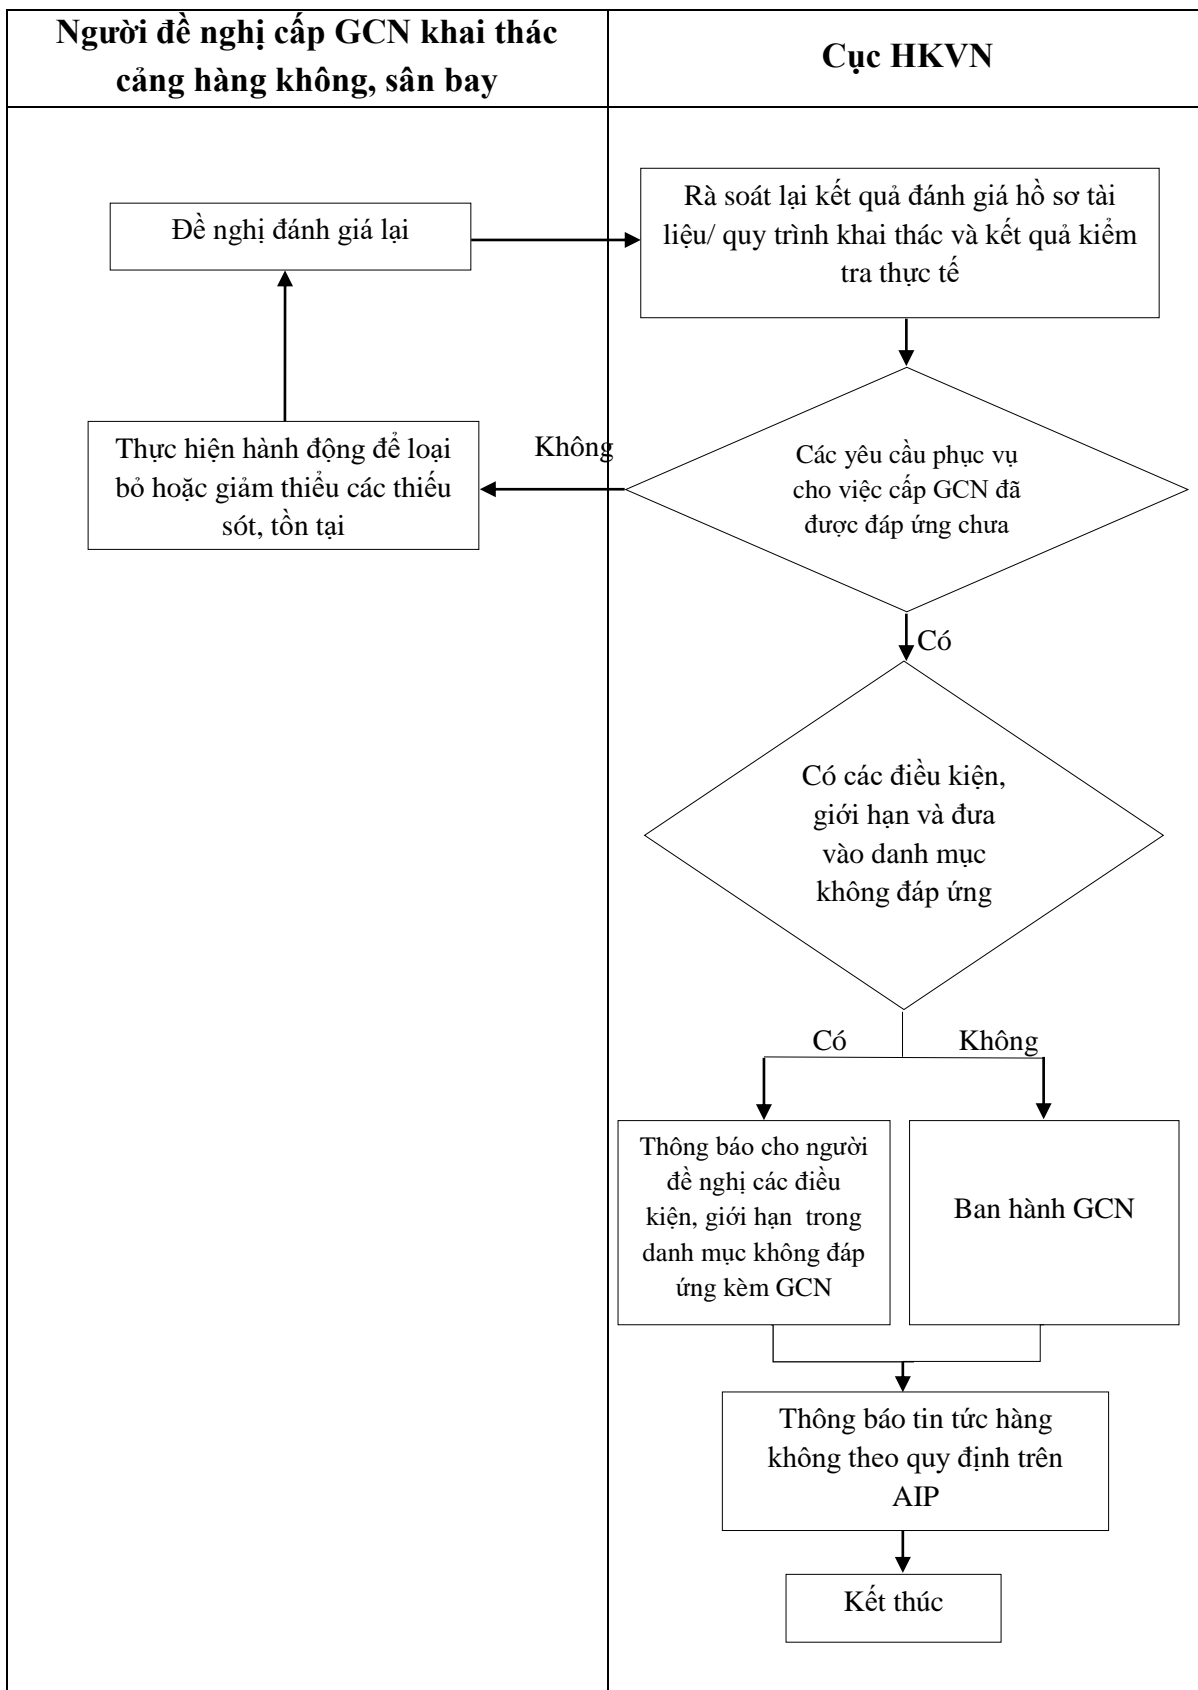 Người đề nghị cấp GCN khai thác
cảng hàng không, sân bay
Cục HKVN
Rà soát lại kết quả đánh giá hồ sơ tài
liệu/ quy trình khai thác và kết quả kiểm
tra thực tế
Đề nghị đánh giá lại
Thực hiện hành động để loại
bỏ hoặc giảm thiểu các thiếu
sót, tồn tại
Không
Các yêu cầu phục vụ
cho việc cấp GCN đã
được đáp ứng chưa
Có
Có các điều kiện,
giới hạn và đưa
vào danh mục
không đáp ứng
Có
Không
Thông báo cho người
đề nghị các điều
kiện, giới hạn trong
danh mục không đáp
ứng kèm GCN
Ban hành GCN
Thông báo tin tức hàng
không theo quy định trên
AIP
Kết thúc